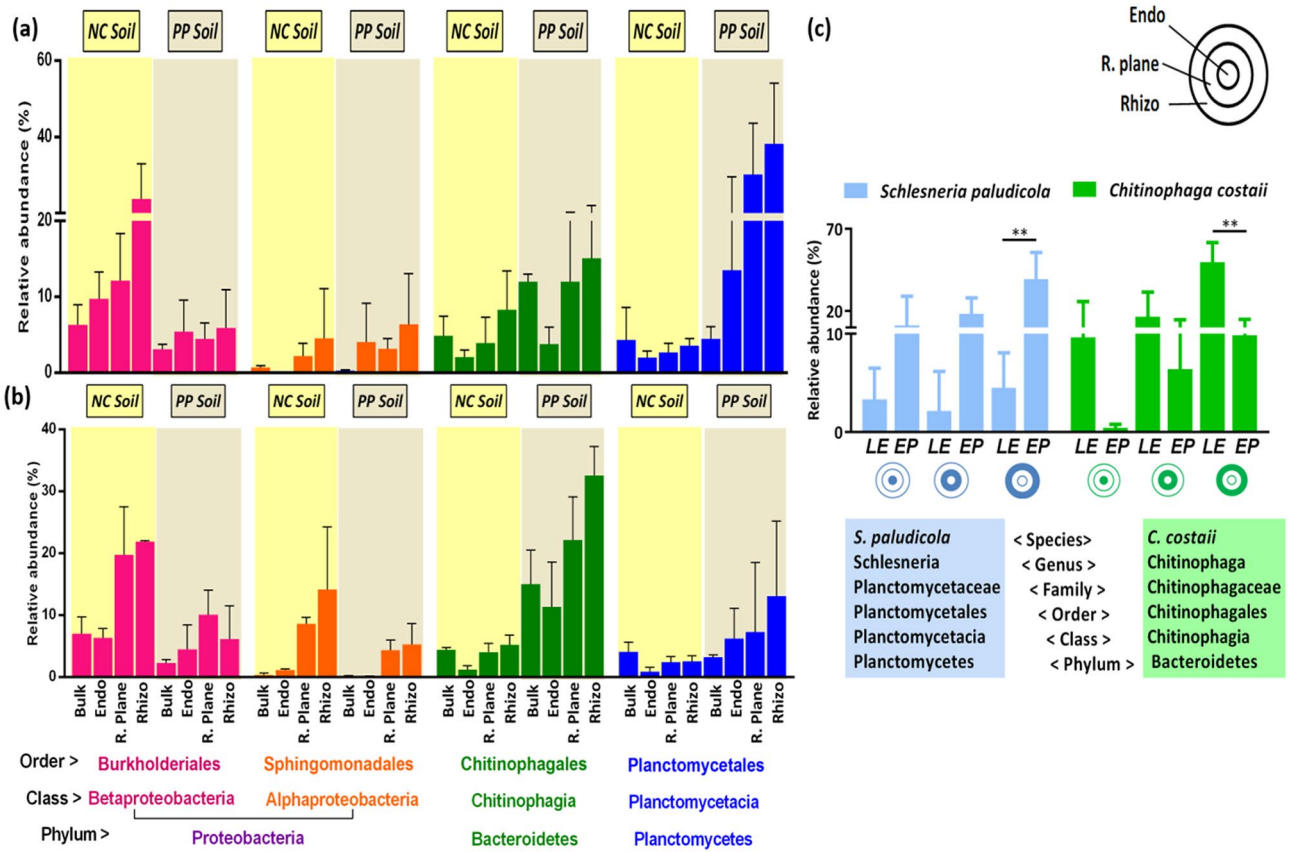 (a)
NC Soil PP Soil NC Soil PP Soil NC Soil PP Soil NC Soil PP Soil
Relative abundance (%)
60
40
20
10
0
(b)
NC Soil PP Soil NC Soil PP Soil NC Soil PP Soil NC Soil PP Soil
Relative abundance (%)
40
30
20
10
0
Bulk Endo R. Plane Rhizo Bulk Endo R. Plane Rhizo Bulk Endo R. Plane Rhizo Bulk Endo R. Plane Rhizo Bulk Endo R. Plane Rhizo Bulk Endo R. Plane Rhizo Bulk Endo R. Plane Rhizo Bulk Endo R. Plane Rhizo
Order > Burkholderiales Sphingomonadales Chitinophagales Planctomycetales
Class > Betaproteobacteria Alphaproteobacteria Chitinophagia Planctomycetacia
Phylum > Proteobacteria Bacteroidetes Planctomycetes
(c)
Endo
R. plane
Rhizo
Schlesneria paludicola Chitinophaga costaii
Relative abundance (%)
70
20
10
0
** **
LE EP LE EP LE EP LE EP LE EP LE EP
S. paludicola < Species> C. costaii
Schlesneria < Genus > Chitinophaga
Planctomycetaceae < Family > Chitinophagaceae
Planctomycetales < Order > Chitinophagales
Planctomycetacia < Class > Chitinophagia
Planctomycetes < Phylum > Bacteroidetes